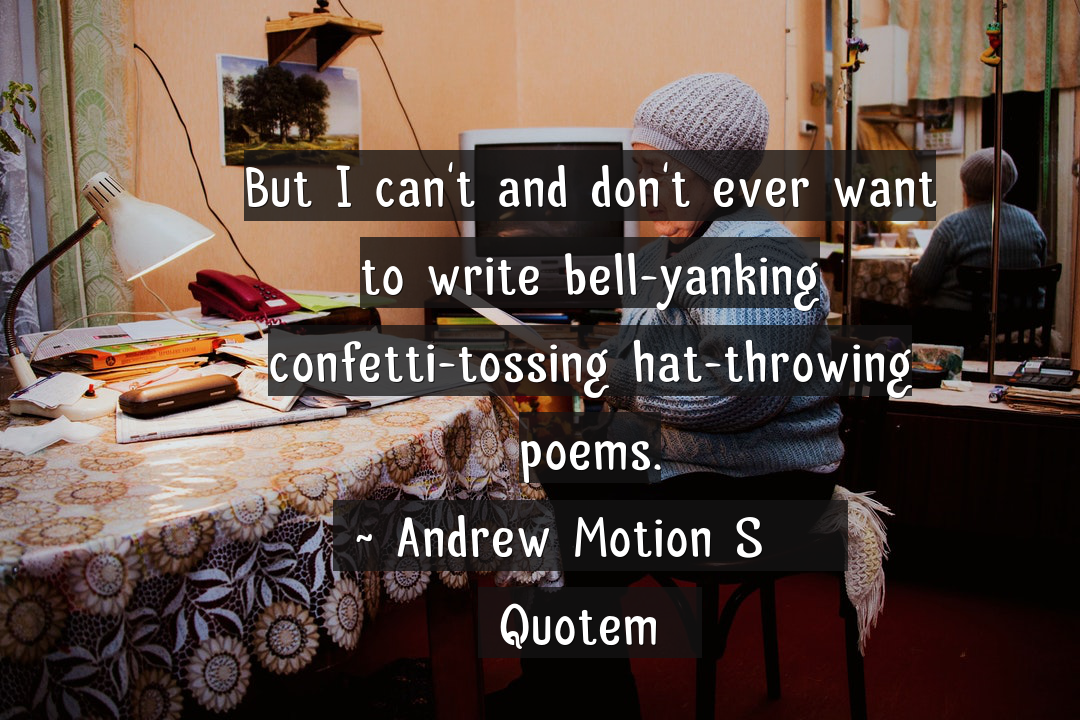 But I can't and don't ever want
to write bell-yanking
confetti-tossing hat-throwing
poems.
~ Andrew Motion S
Quotem